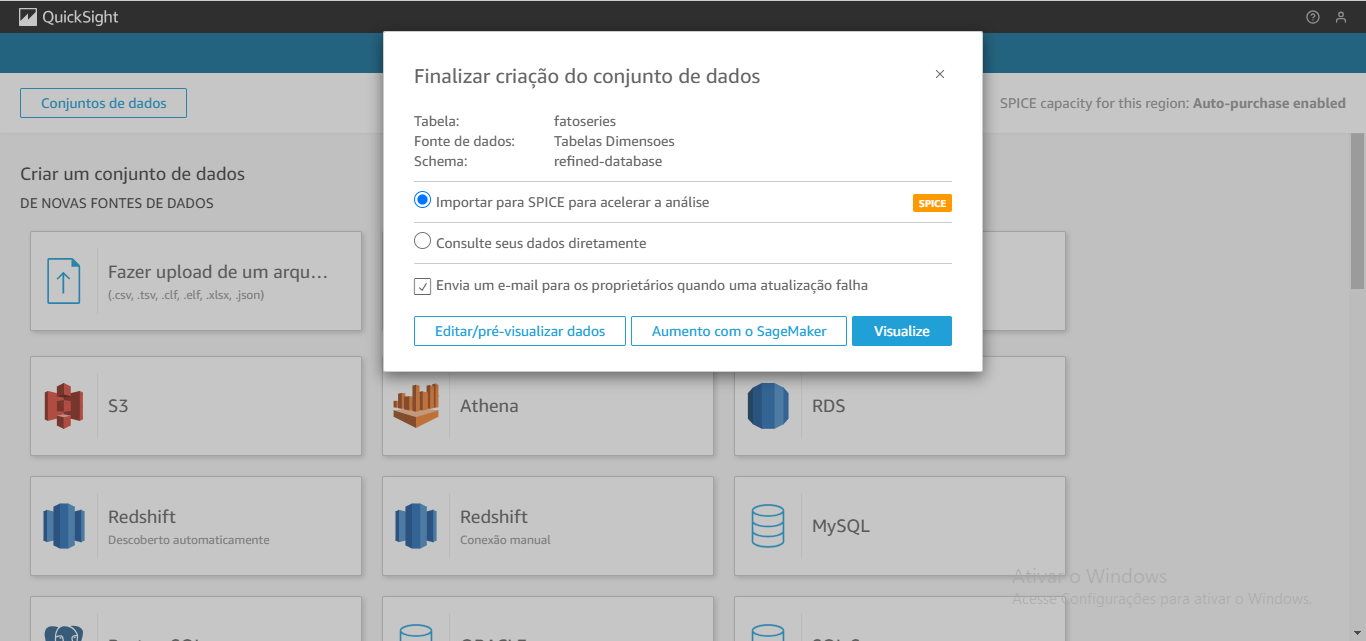 QuickSight
Finalizar criação do conjunto de dados
Conjuntos de dados
SPICE capacity for this region: Auto-purchase enabled
Tabela: fatoseries
Fonte de dados: Tabelas Dimensoes
Schema: refined-database
Criar um conjunto de dados
DE NOVAS FONTES DE DADOS
Importar para SPICE para acelerar a análise SPICE
Consulte seus dados diretamente
Envia um e-mail para os proprietários quando uma atualização falha
Editar/pré-visualizar dados Aumento com o SageMaker Visualize
Fazer upload de um arqu...
(.csv, .tsv, .clf, .elf, .xlsx, .json)
S3 Athena RDS
Redshift
Descoberto automaticamente
Redshift
Conexão manual
MySQL
Ativar o Windows
Acesse Configurações para ativar o Windows.